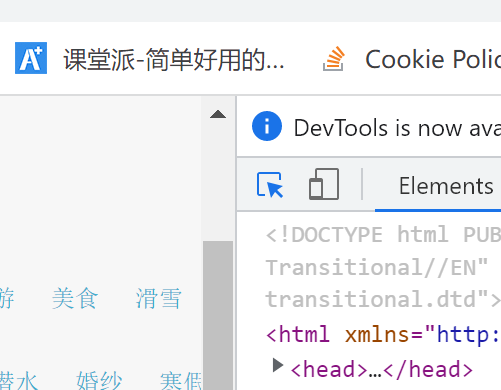 课堂派-简单好用的... Cookie Polic
DevTools is now ava
Elements
<!DOCTYPE html PUB
Transitional//EN"
transitional.dtd">
<html xmlns="http:
<head>…</head>
游 美食 滑雪
潜水 婚纱 寒假